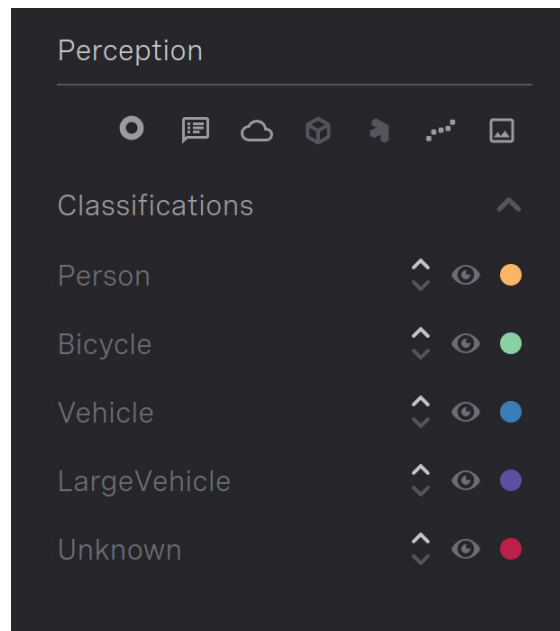 Perception
Classifications
Person
Bicycle
Vehicle
LargeVehicle
Unknown